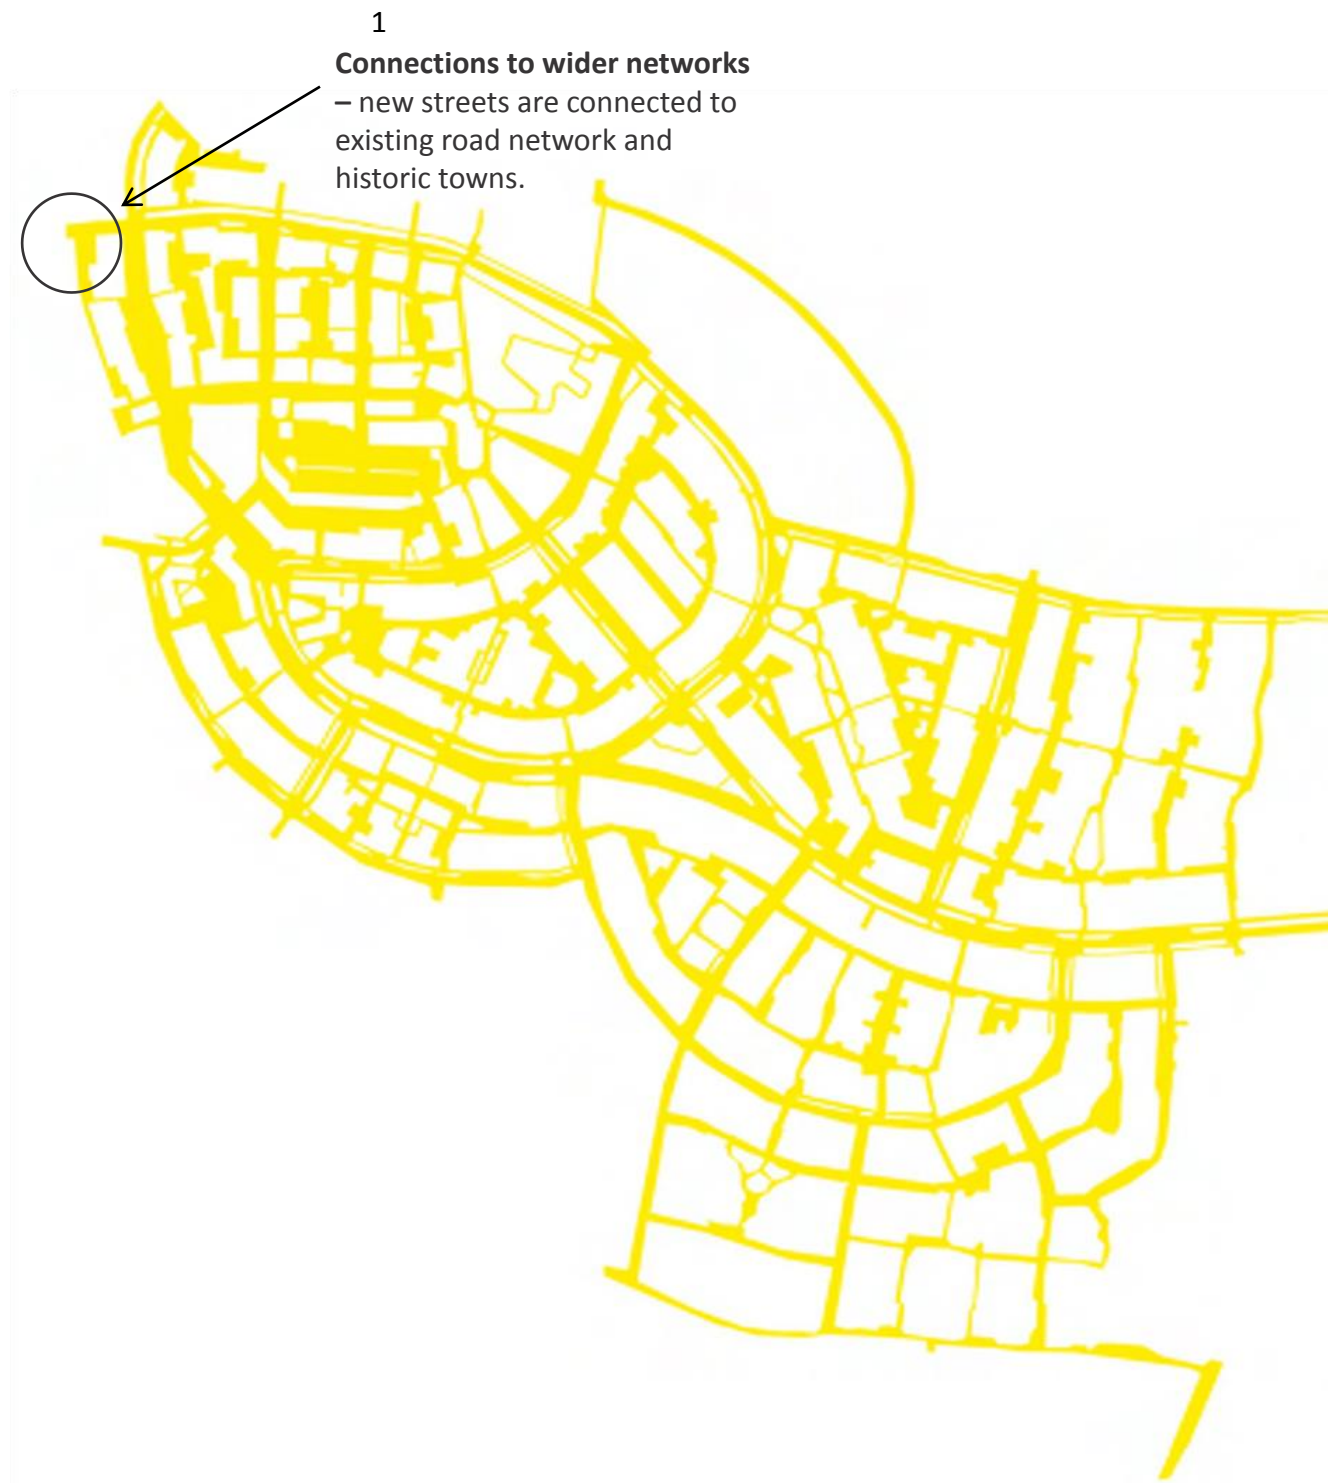 1
Connections to wider networks
– new streets are connected to
existing road network and
historic towns.